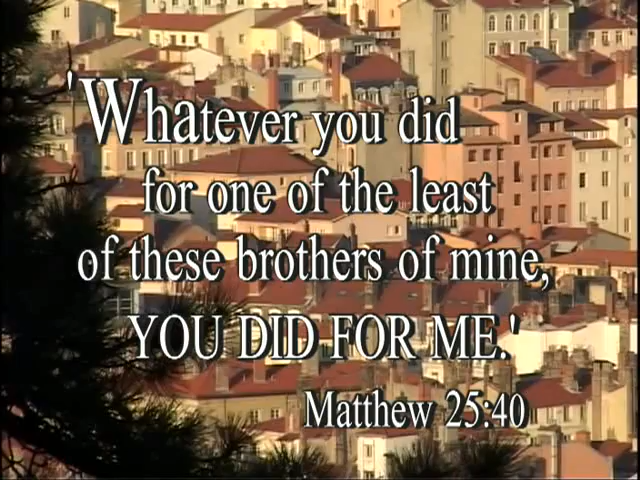 'Whatever you did
for one of the least
of these brothers of mine,
YOU DID FOR ME.'
Matthew 25:40